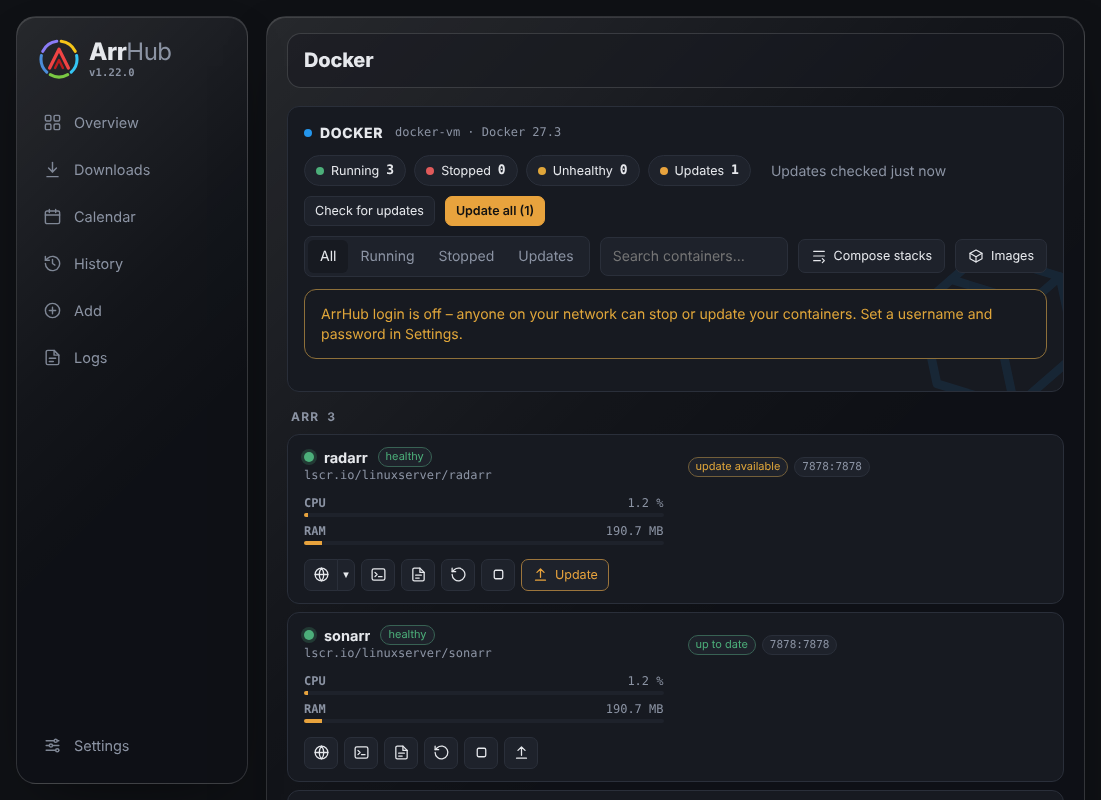 ArrHub
v1.22.0
Overview
Downloads
Calendar
History
Add
Logs
Settings
Docker
DOCKER docker-vm · Docker 27.3
Running 3 Stopped 0 Unhealthy 0 Updates 1 Updates checked just now
Check for updates Update all (1)
All Running Stopped Updates Search containers... Compose stacks Images
ArrHub login is off – anyone on your network can stop or update your containers. Set a username and
password in Settings.
ARR 3
radarr healthy
lscr.io/linuxserver/radarr
update available 7878:7878
CPU 1.2 %
RAM 190.7 MB
Update
sonarr healthy
lscr.io/linuxserver/sonarr
up to date 7878:7878
CPU 1.2 %
RAM 190.7 MB